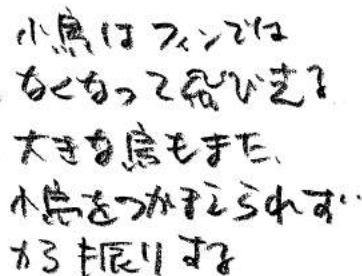 小鳥はフィンでは
なくなって飛び去る
大きな鳥もまた、
小鳥をつかまえられず
から振りする